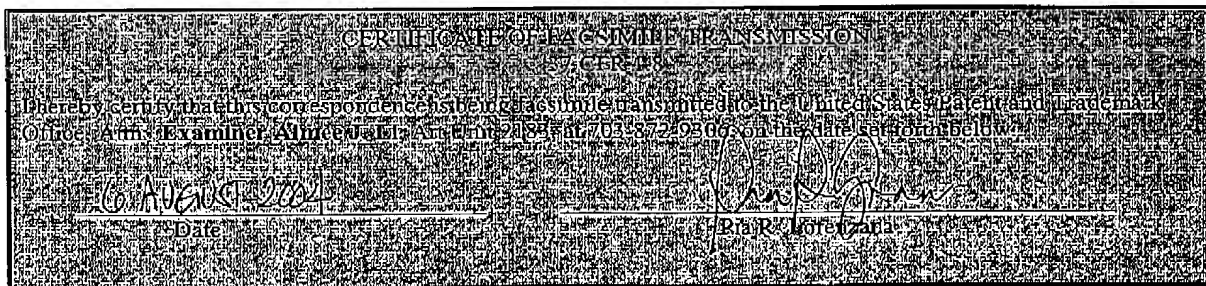 CERTIFICATE OF FACSIMILE TRANSMISSION
37 CFR 1.8
I hereby certify that this correspondence is being facsimile transmitted to the United States Patent and Trademark
Office, Attn: Examiner Aimee J. Li, Art Unit 2183, at 703-872-9306, on the date set forth below.
6 AUGUST 2004
Date
Ria R. Lorenzana